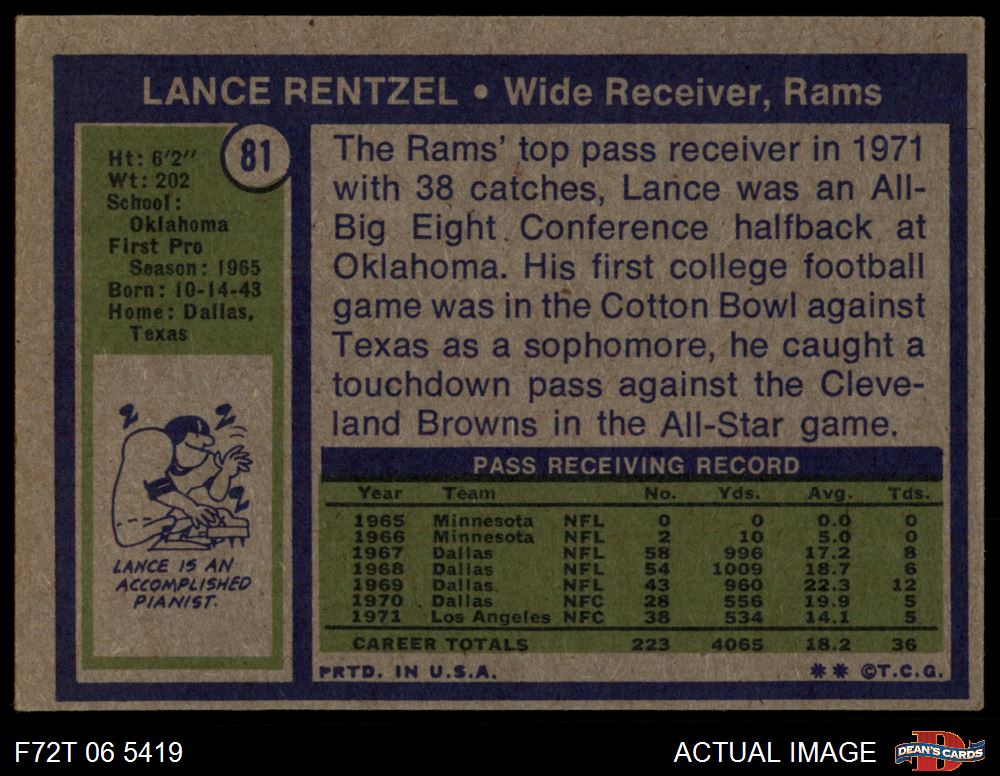 LANCE RENTZEL • Wide Receiver, Rams
81
Ht: 6'2"
Wt: 202
School:
Oklahoma
First Pro
Season: 1965
Born: 10-14-43
Home: Dallas,
Texas
LANCE IS AN
ACCOMPLISHED
PIANIST.
The Rams' top pass receiver in 1971
with 38 catches, Lance was an All-
Big Eight Conference halfback at
Oklahoma. His first college football
game was in the Cotton Bowl against
Texas as a sophomore, he caught a
touchdown pass against the Cleve-
land Browns in the All-Star game.
PASS RECEIVING RECORD
Year Team No. Yds. Avg. Tds.
1965 Minnesota NFL 0 0 0.0 0
1966 Minnesota NFL 2 10 5.0 0
1967 Dallas NFL 58 996 17.2 8
1968 Dallas NFL 54 1009 18.7 6
1969 Dallas NFL 43 960 22.3 12
1970 Dallas NFC 28 556 19.9 5
1971 Los Angeles NFC 38 534 14.1 5
CAREER TOTALS 223 4065 18.2 36
PRTD. IN U.S.A. ** ©T.C.G.
F72T 06 5419
ACTUAL IMAGE
DEAN'S CARDS